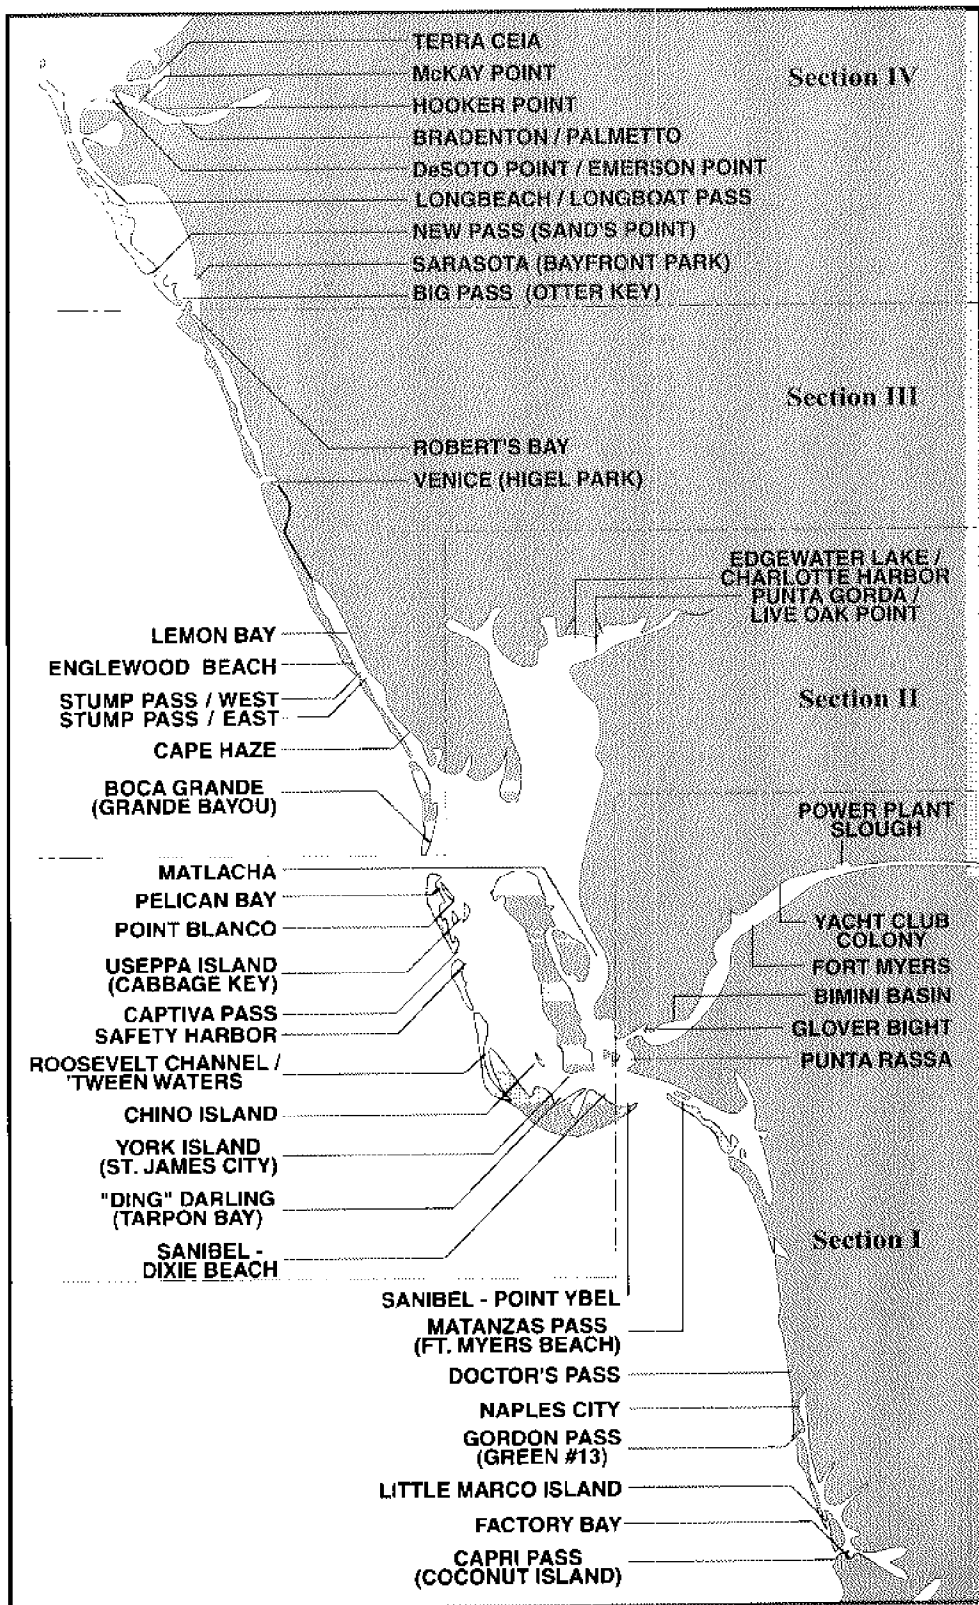 TERRA CEIA
McKAY POINT
Section IV
HOOKER POINT
BRADENTON / PALMETTO
DeSOTO POINT / EMERSON POINT
LONGBEACH / LONGBOAT PASS
NEW PASS (SAND'S POINT)
SARASOTA (BAYFRONT PARK)
BIG PASS (OTTER KEY)
Section III
ROBERT'S BAY
VENICE (HIGEL PARK)
EDGEWATER LAKE /
CHARLOTTE HARBOR
PUNTA GORDA /
LIVE OAK POINT
LEMON BAY
ENGLEWOOD BEACH
STUMP PASS / WEST
STUMP PASS / EAST
Section II
CAPE HAZE
BOCA GRANDE
(GRANDE BAYOU)
POWER PLANT
SLOUGH
MATLACHA
PELICAN BAY
POINT BLANCO
YACHT CLUB
COLONY
USEPPA ISLAND
(CABBAGE KEY)
FORT MYERS
BIMINI BASIN
CAPTIVA PASS
SAFETY HARBOR
GLOVER BIGHT
ROOSEVELT CHANNEL /
'TWEEN WATERS
PUNTA RASSA
CHINO ISLAND
YORK ISLAND
(ST. JAMES CITY)
"DING" DARLING
(TARPON BAY)
SANIBEL -
DIXIE BEACH
Section I
SANIBEL - POINT YBEL
MATANZAS PASS
(FT. MYERS BEACH)
DOCTOR'S PASS
NAPLES CITY
GORDON PASS
(GREEN #13)
LITTLE MARCO ISLAND
FACTORY BAY
CAPRI PASS
(COCONUT ISLAND)